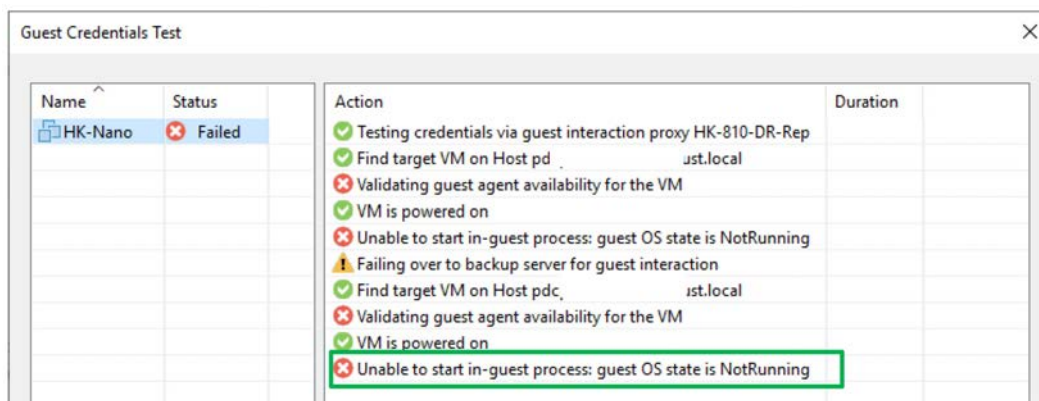 Guest Credentials Test
Name Status Action Duration
HK-Nano Failed Testing credentials via guest interaction proxy HK-810-DR-Rep
Find target VM on Host pd ust.local
Validating guest agent availability for the VM
VM is powered on
Unable to start in-guest process: guest OS state is NotRunning
Failing over to backup server for guest interaction
Find target VM on Host pdc ust.local
Validating guest agent availability for the VM
VM is powered on
Unable to start in-guest process: guest OS state is NotRunning